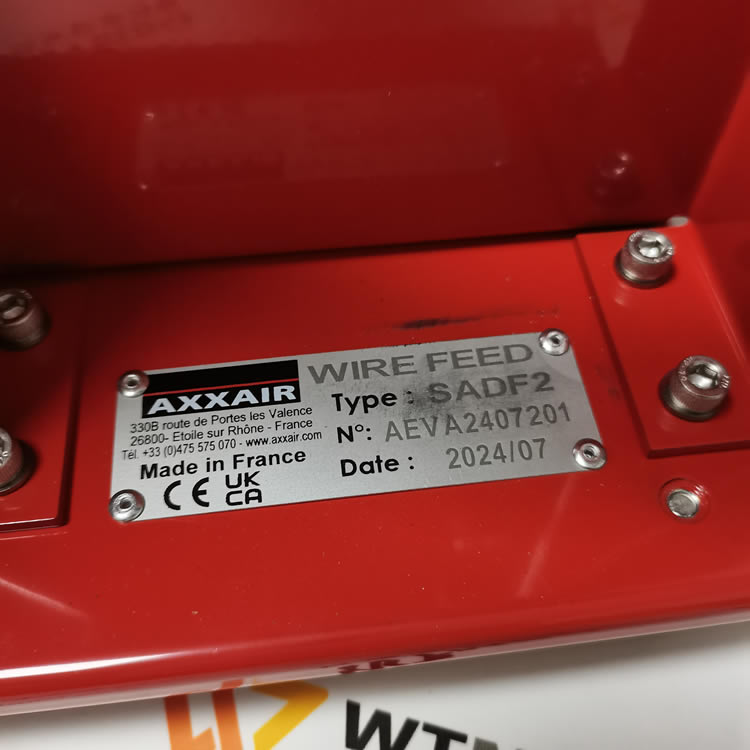 AXXAIR
WIRE FEED
330B route de Portes les Valence
26800- Etoile sur Rhône - France
Tél. +33 (0)475 575 070 - www.axxair.com
Made in France
CE UK
CA
Type : SADF2
N°: AEVA2407201
Date : 2024/07